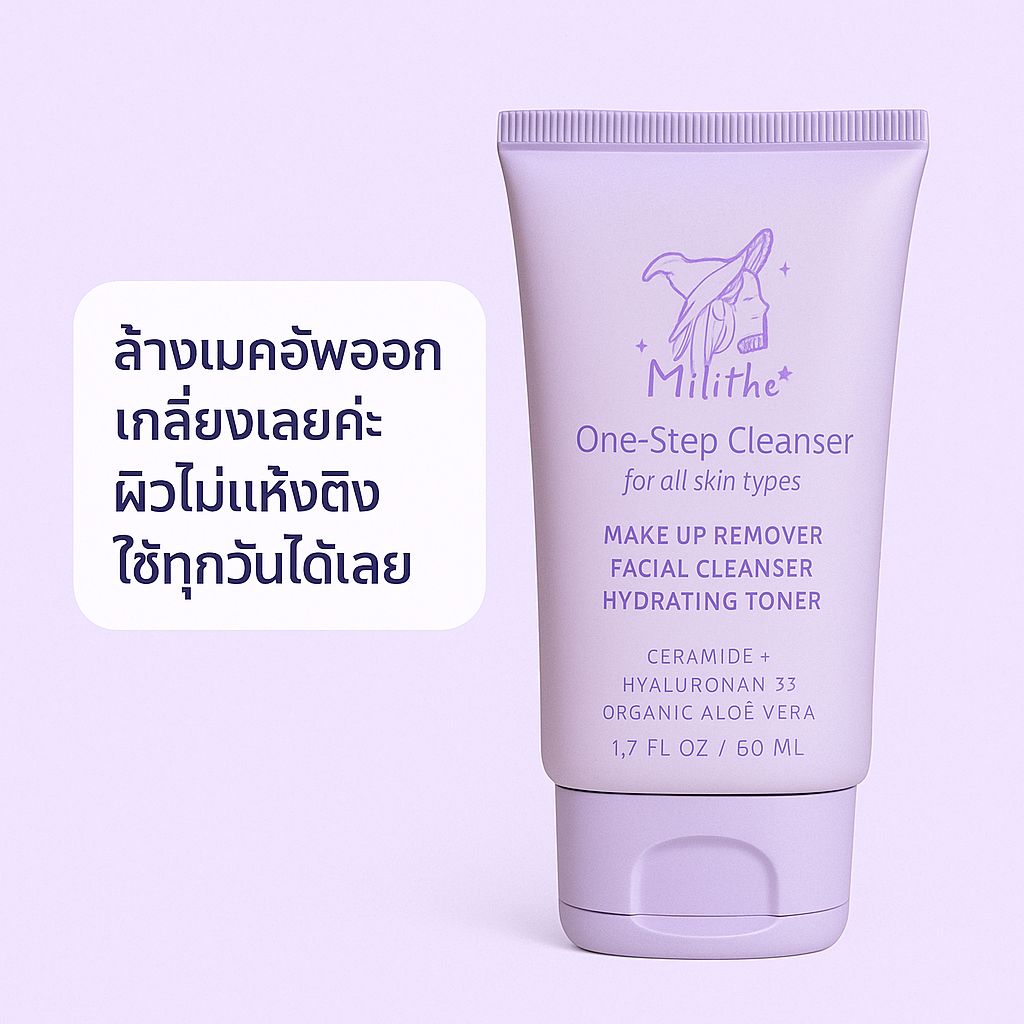 ล้างเมคอัพออก
เกลี่ยงเลยค่ะ
ผิวไม่แห้งติง
ใช้ทุกวันได้เลย
Milithe
One-Step Cleanser
for all skin types
MAKE UP REMOVER
FACIAL CLEANSER
HYDRATING TONER
CERAMIDE +
HYALURONAN 33
ORGANIC ALOÊ VERA
1,7 FL OZ / 60 ML